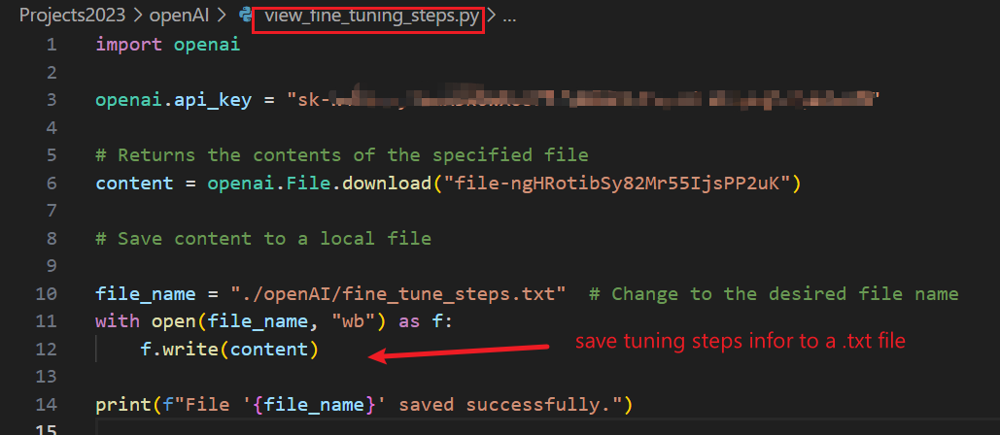 Projects2023 > openAI > view_fine_tuning_steps.py > ...
1 import openai
2
3 openai.api_key = "sk-"
4
5 # Returns the contents of the specified file
6 content = openai.File.download("file-ngHRotibSy82Mr55IjsPP2uK")
7
8 # Save content to a local file
9
10 file_name = "./openAI/fine_tune_steps.txt" # Change to the desired file name
11 with open(file_name, "wb") as f:
12 f.write(content)
save tuning steps infor to a .txt file
13
14 print(f"File '{file_name}' saved successfully.")
15